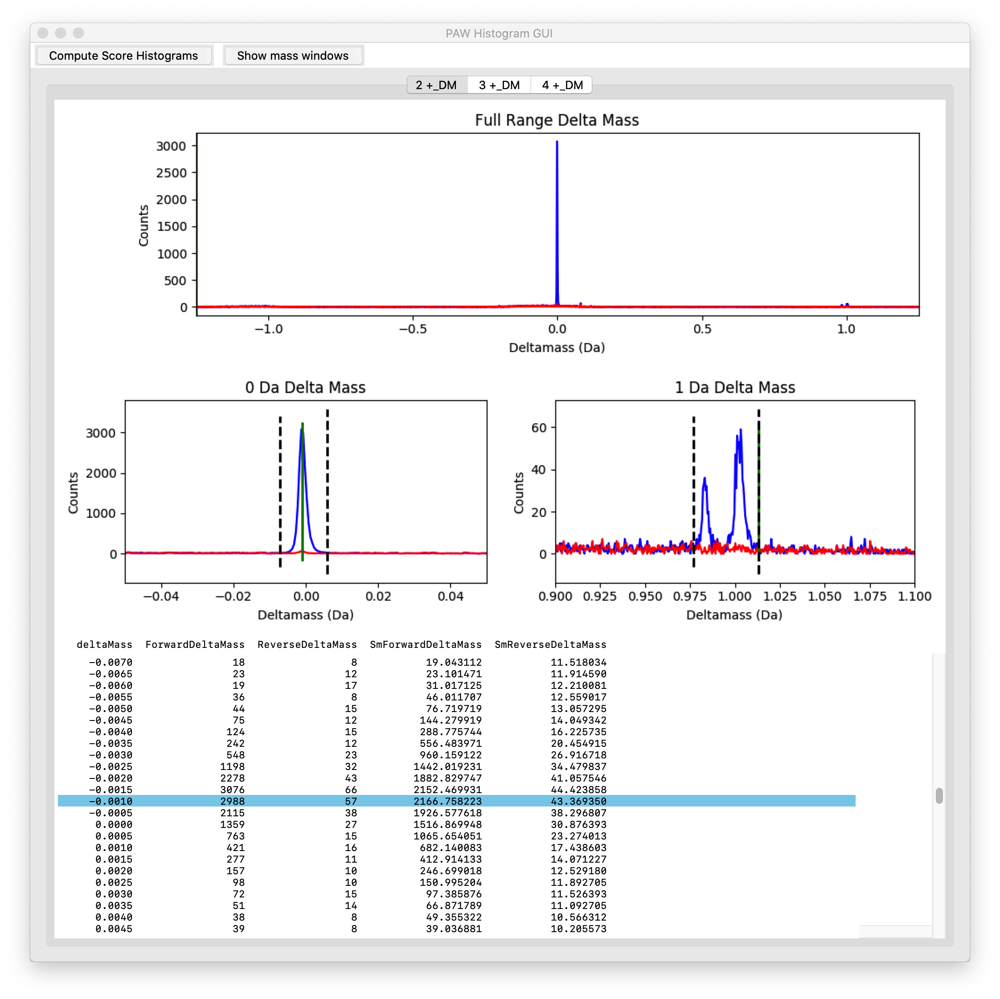 PAW Histogram GUI
Compute Score Histograms Show mass windows
2 +_DM 3 +_DM 4 +_DM
Full Range Delta Mass
3000
2500
2000
1500
1000
500
0
Counts
−1.0 −0.5 0.0 0.5 1.0
Deltamass (Da)
0 Da Delta Mass
3000
2000
1000
0
Counts
−0.04 −0.02 0.00 0.02 0.04
Deltamass (Da)
1 Da Delta Mass
60
40
20
0
Counts
0.900 0.925 0.950 0.975 1.000 1.025 1.050 1.075 1.100
Deltamass (Da)
deltaMass ForwardDeltaMass ReverseDeltaMass SmForwardDeltaMass SmReverseDeltaMass
−0.0070 18 8 19.043112 11.518034
−0.0065 23 12 23.101471 11.914590
−0.0060 19 17 31.017125 12.210081
−0.0055 36 8 46.011707 12.559017
−0.0050 44 15 76.719719 13.057295
−0.0045 75 12 144.279919 14.049342
−0.0040 124 15 288.775744 16.225735
−0.0035 242 12 556.483971 20.454915
−0.0030 548 23 960.159122 26.916718
−0.0025 1198 32 1442.019231 34.479837
−0.0020 2278 43 1882.829747 41.057546
−0.0015 3076 66 2152.469931 44.423858
−0.0010 2988 57 2166.758223 43.369350
−0.0005 2115 38 1926.577618 38.296807
0.0000 1359 27 1516.869948 30.876393
0.0005 763 15 1065.654051 23.274013
0.0010 421 16 682.140083 17.438603
0.0015 277 11 412.914133 14.071227
0.0020 157 10 246.699018 12.529180
0.0025 98 10 150.995204 11.892705
0.0030 72 15 97.385876 11.526393
0.0035 51 14 66.871789 11.092705
0.0040 38 8 49.355322 10.566312
0.0045 39 8 39.036881 10.205573